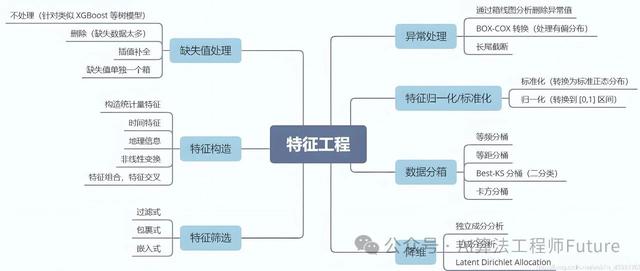 不处理（针对类似 XGBoost 等树模型）
删除（缺失数据太多）
插值补全
缺失值单独一个箱
缺失值处理
构造统计量特征
时间特征
地理信息
非线性变换
特征组合，特征交叉
特征构造
过滤式
包裹式
嵌入式
特征筛选
特征工程
异常处理
通过箱线图分析删除异常值
BOX-COX 转换（处理有偏分布）
长尾截断
特征归一化/标准化
标准化（转换为标准正态分布）
归一化（转换到 [0,1] 区间）
数据分箱
等频分桶
等距分桶
Best-KS 分桶（二分类）
卡方分桶
降维
独立成分分析
主成分分析
Latent Dirichlet Allocation
公众号 · AI算法工程师Future